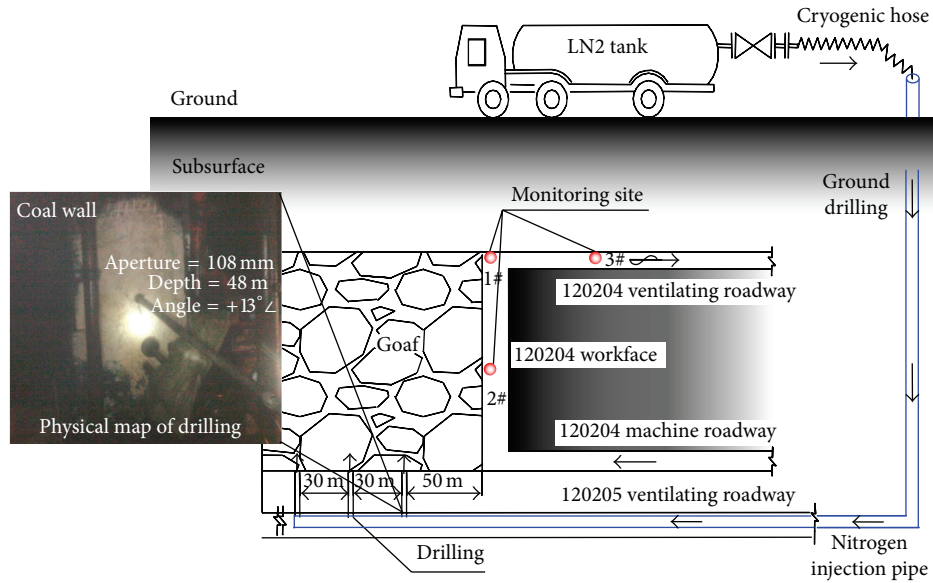 Cryogenic hose
LN2 tank
Ground
Subsurface
Monitoring site
Ground
drilling
Coal wall
Aperture = 108 mm
Depth = 48 m
Angle = +13°∠
Physical map of drilling
1#
3#
120204 ventilating roadway
Goaf
120204 workface
2#
120204 machine roadway
30 m
30 m
50 m
120205 ventilating roadway
Drilling
Nitrogen
injection pipe